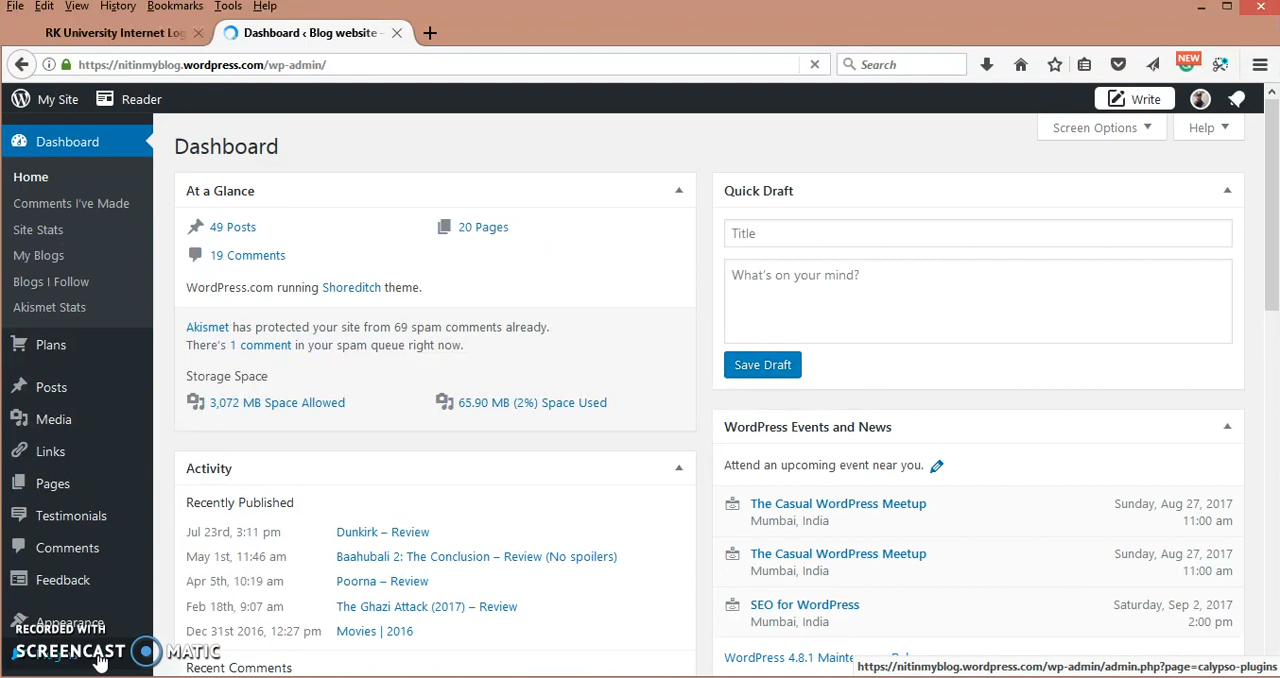 File Edit View History Bookmarks Tools Help
RK University Internet Log
Dashboard ‹ Blog website -
https://nitinmyblog.wordpress.com/wp-admin/
Search
NEW
My Site Reader
Write
Screen Options Help
Dashboard
Home
Comments I've Made
Site Stats
My Blogs
Blogs I Follow
Akismet Stats
Plans
Posts
Media
Links
Pages
Testimonials
Comments
Feedback
Appearance
RECORDED WITH
SCREENCAST MATIC
Dashboard
At a Glance
49 Posts 20 Pages
19 Comments
WordPress.com running Shoreditch theme.
Akismet has protected your site from 69 spam comments already.
There's 1 comment in your spam queue right now.
Storage Space
3,072 MB Space Allowed 65.90 MB (2%) Space Used
Activity
Recently Published
Jul 23rd, 3:11 pm Dunkirk – Review
May 1st, 11:46 am Baahubali 2: The Conclusion – Review (No spoilers)
Apr 5th, 10:19 am Poorna – Review
Feb 18th, 9:07 am The Ghazi Attack (2017) – Review
Dec 31st 2016, 12:27 pm Movies | 2016
Recent Comments
Quick Draft
Title
What's on your mind?
Save Draft
WordPress Events and News
Attend an upcoming event near you.
The Casual WordPress Meetup Sunday, Aug 27, 2017
Mumbai, India 11:00 am
The Casual WordPress Meetup Sunday, Aug 27, 2017
Mumbai, India 11:00 am
SEO for WordPress Saturday, Sep 2, 2017
Mumbai, India 2:00 pm
WordPress 4.8.1
https://nitinmyblog.wordpress.com/wp-admin/admin.php?page=calypso-plugins